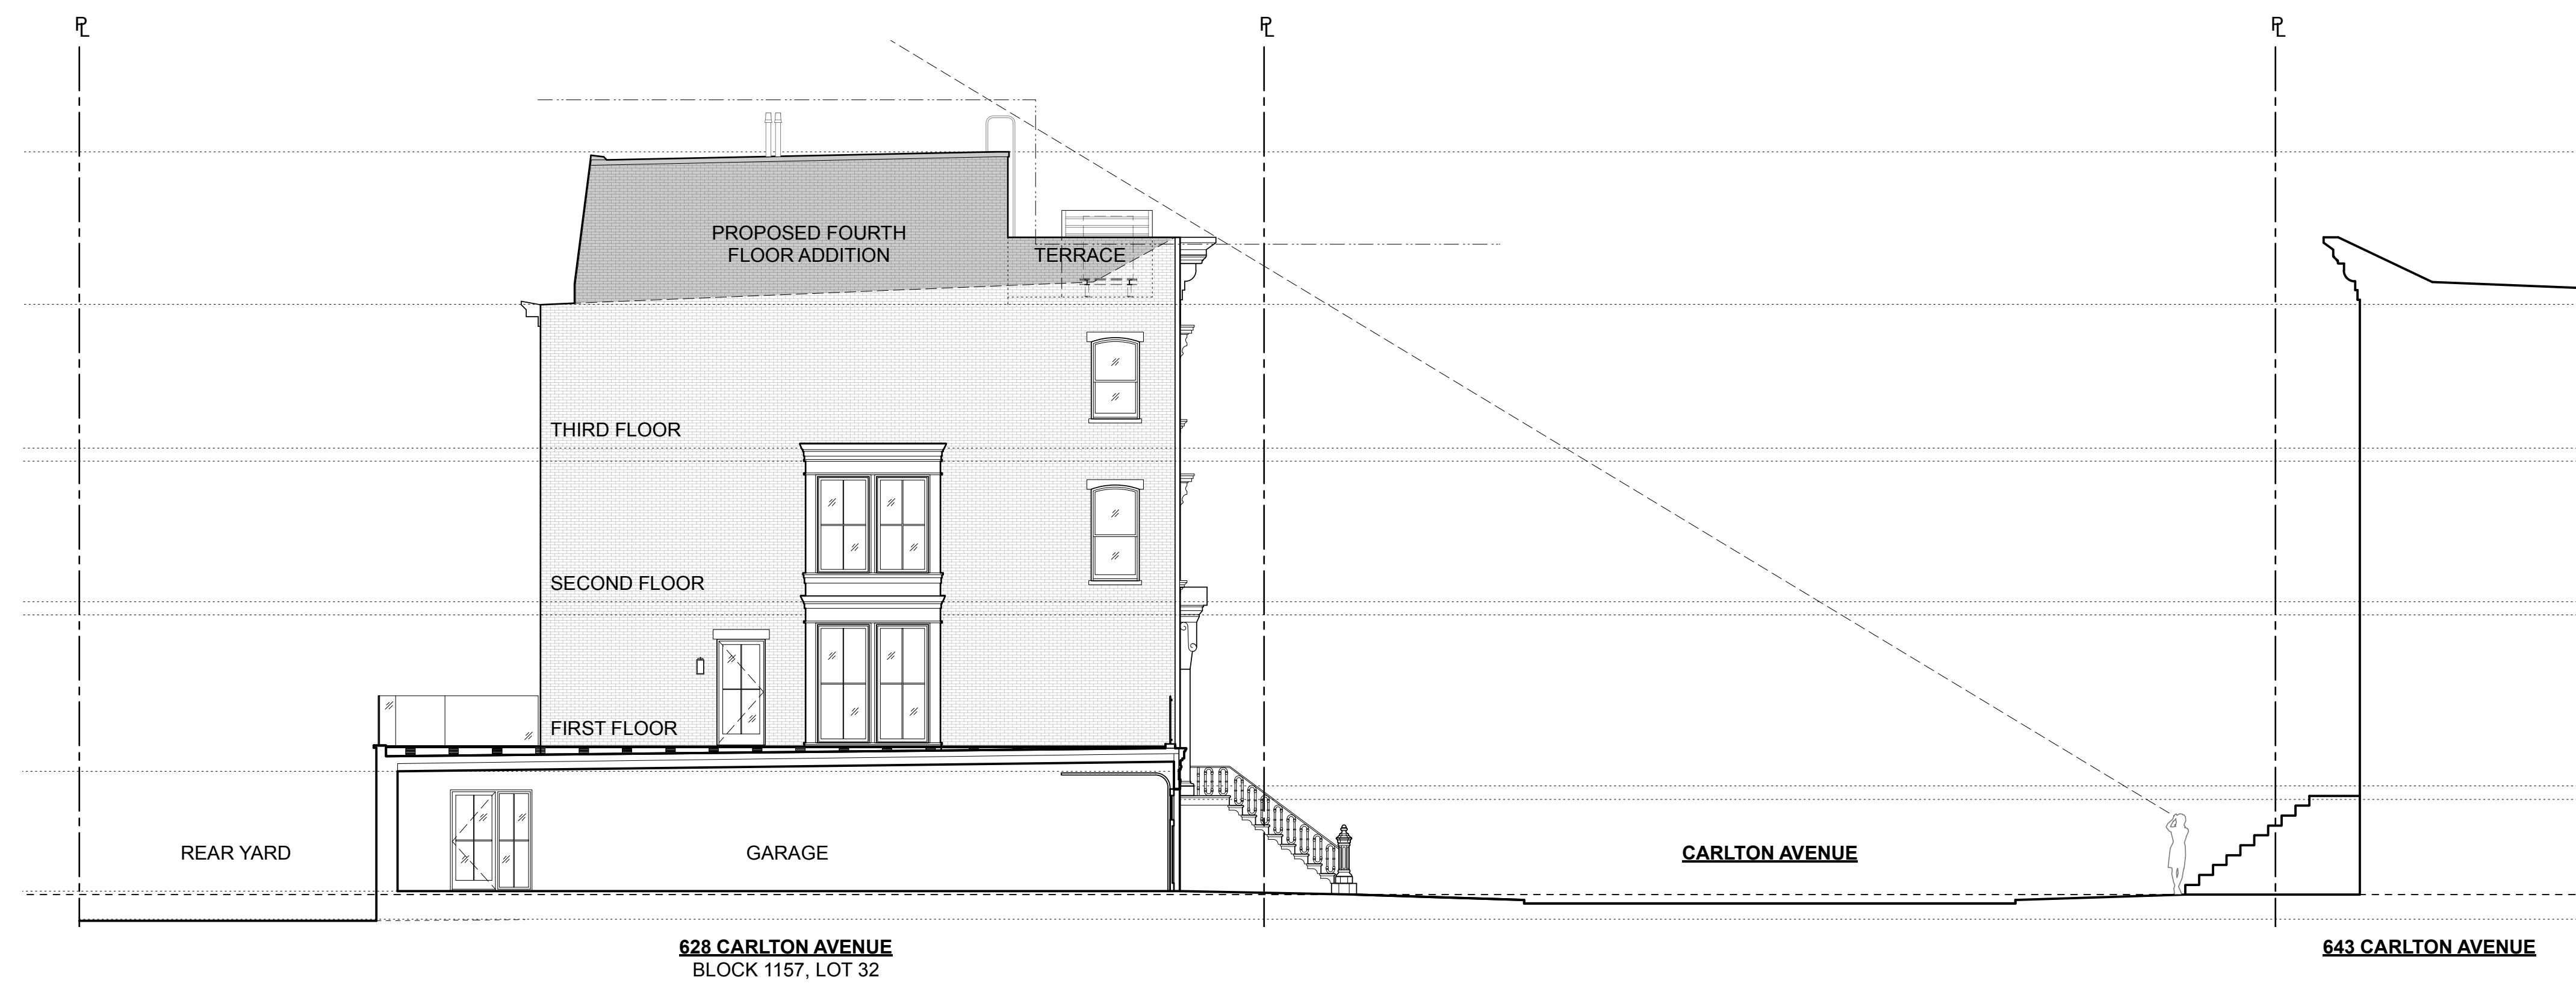 PL
PL
PL
PROPOSED FOURTH
FLOOR ADDITION
TERRACE
THIRD FLOOR
SECOND FLOOR
FIRST FLOOR
REAR YARD
GARAGE
CARLTON AVENUE
628 CARLTON AVENUE
BLOCK 1157, LOT 32
643 CARLTON AVENUE